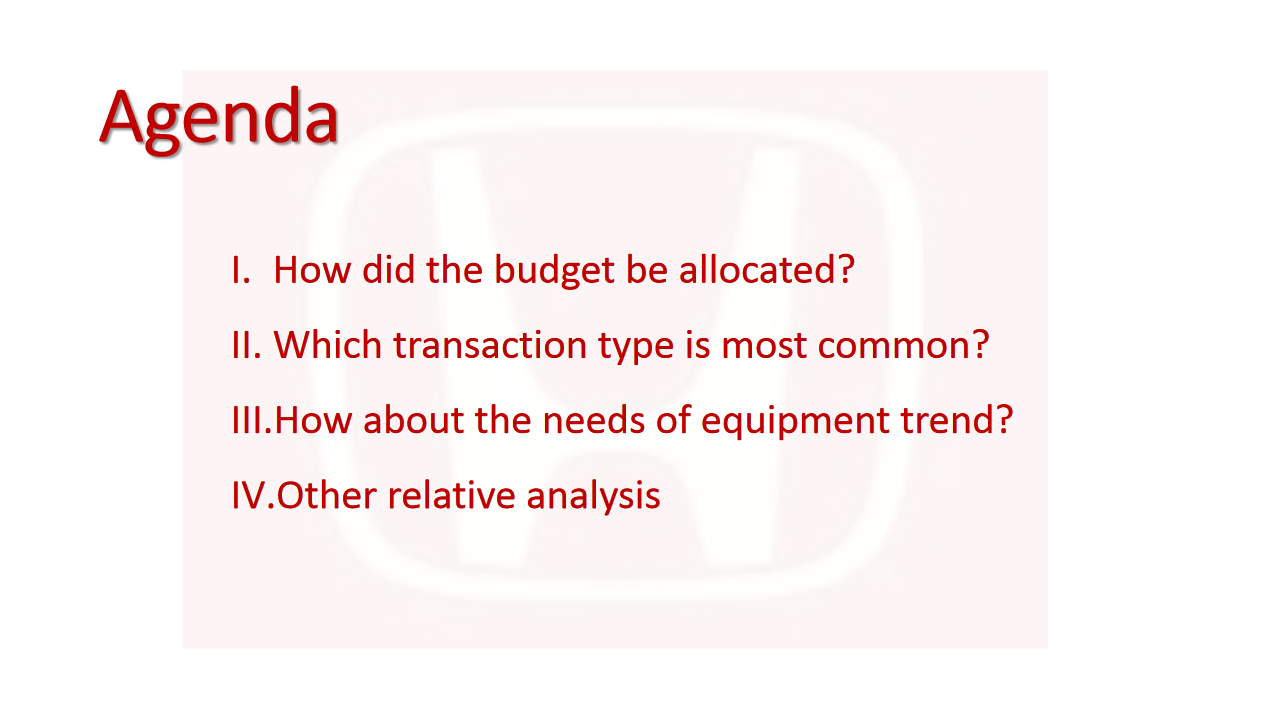 Agenda
I. How did the budget be allocated?
II. Which transaction type is most common?
III.How about the needs of equipment trend?
IV.Other relative analysis